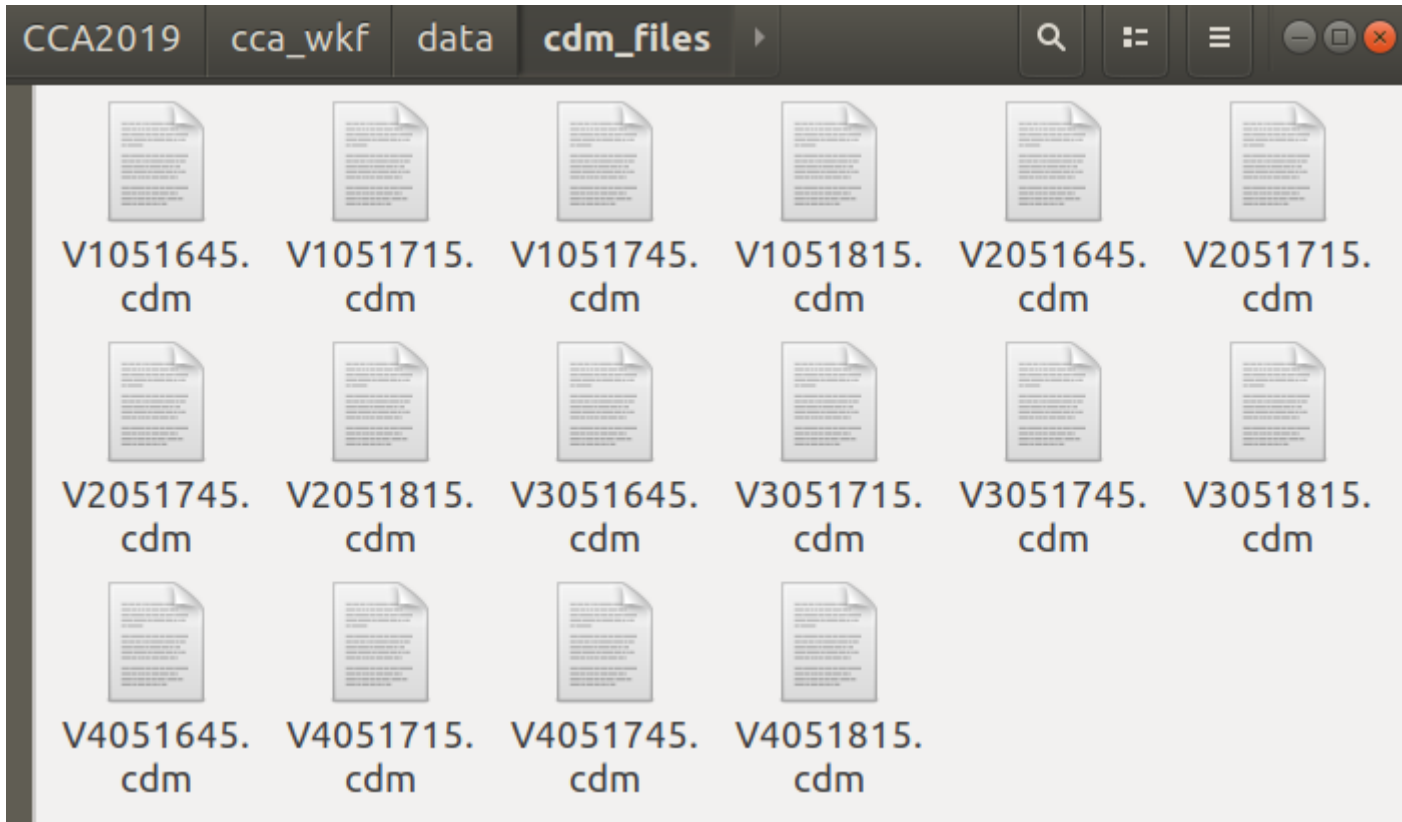 CCA2019 cca_wkf data cdm_files
V1051645. V1051715. V1051745. V1051815. V2051645. V2051715.
cdm cdm cdm cdm cdm cdm
V2051745. V2051815. V3051645. V3051715. V3051745. V3051815.
cdm cdm cdm cdm cdm cdm
V4051645. V4051715. V4051745. V4051815.
cdm cdm cdm cdm